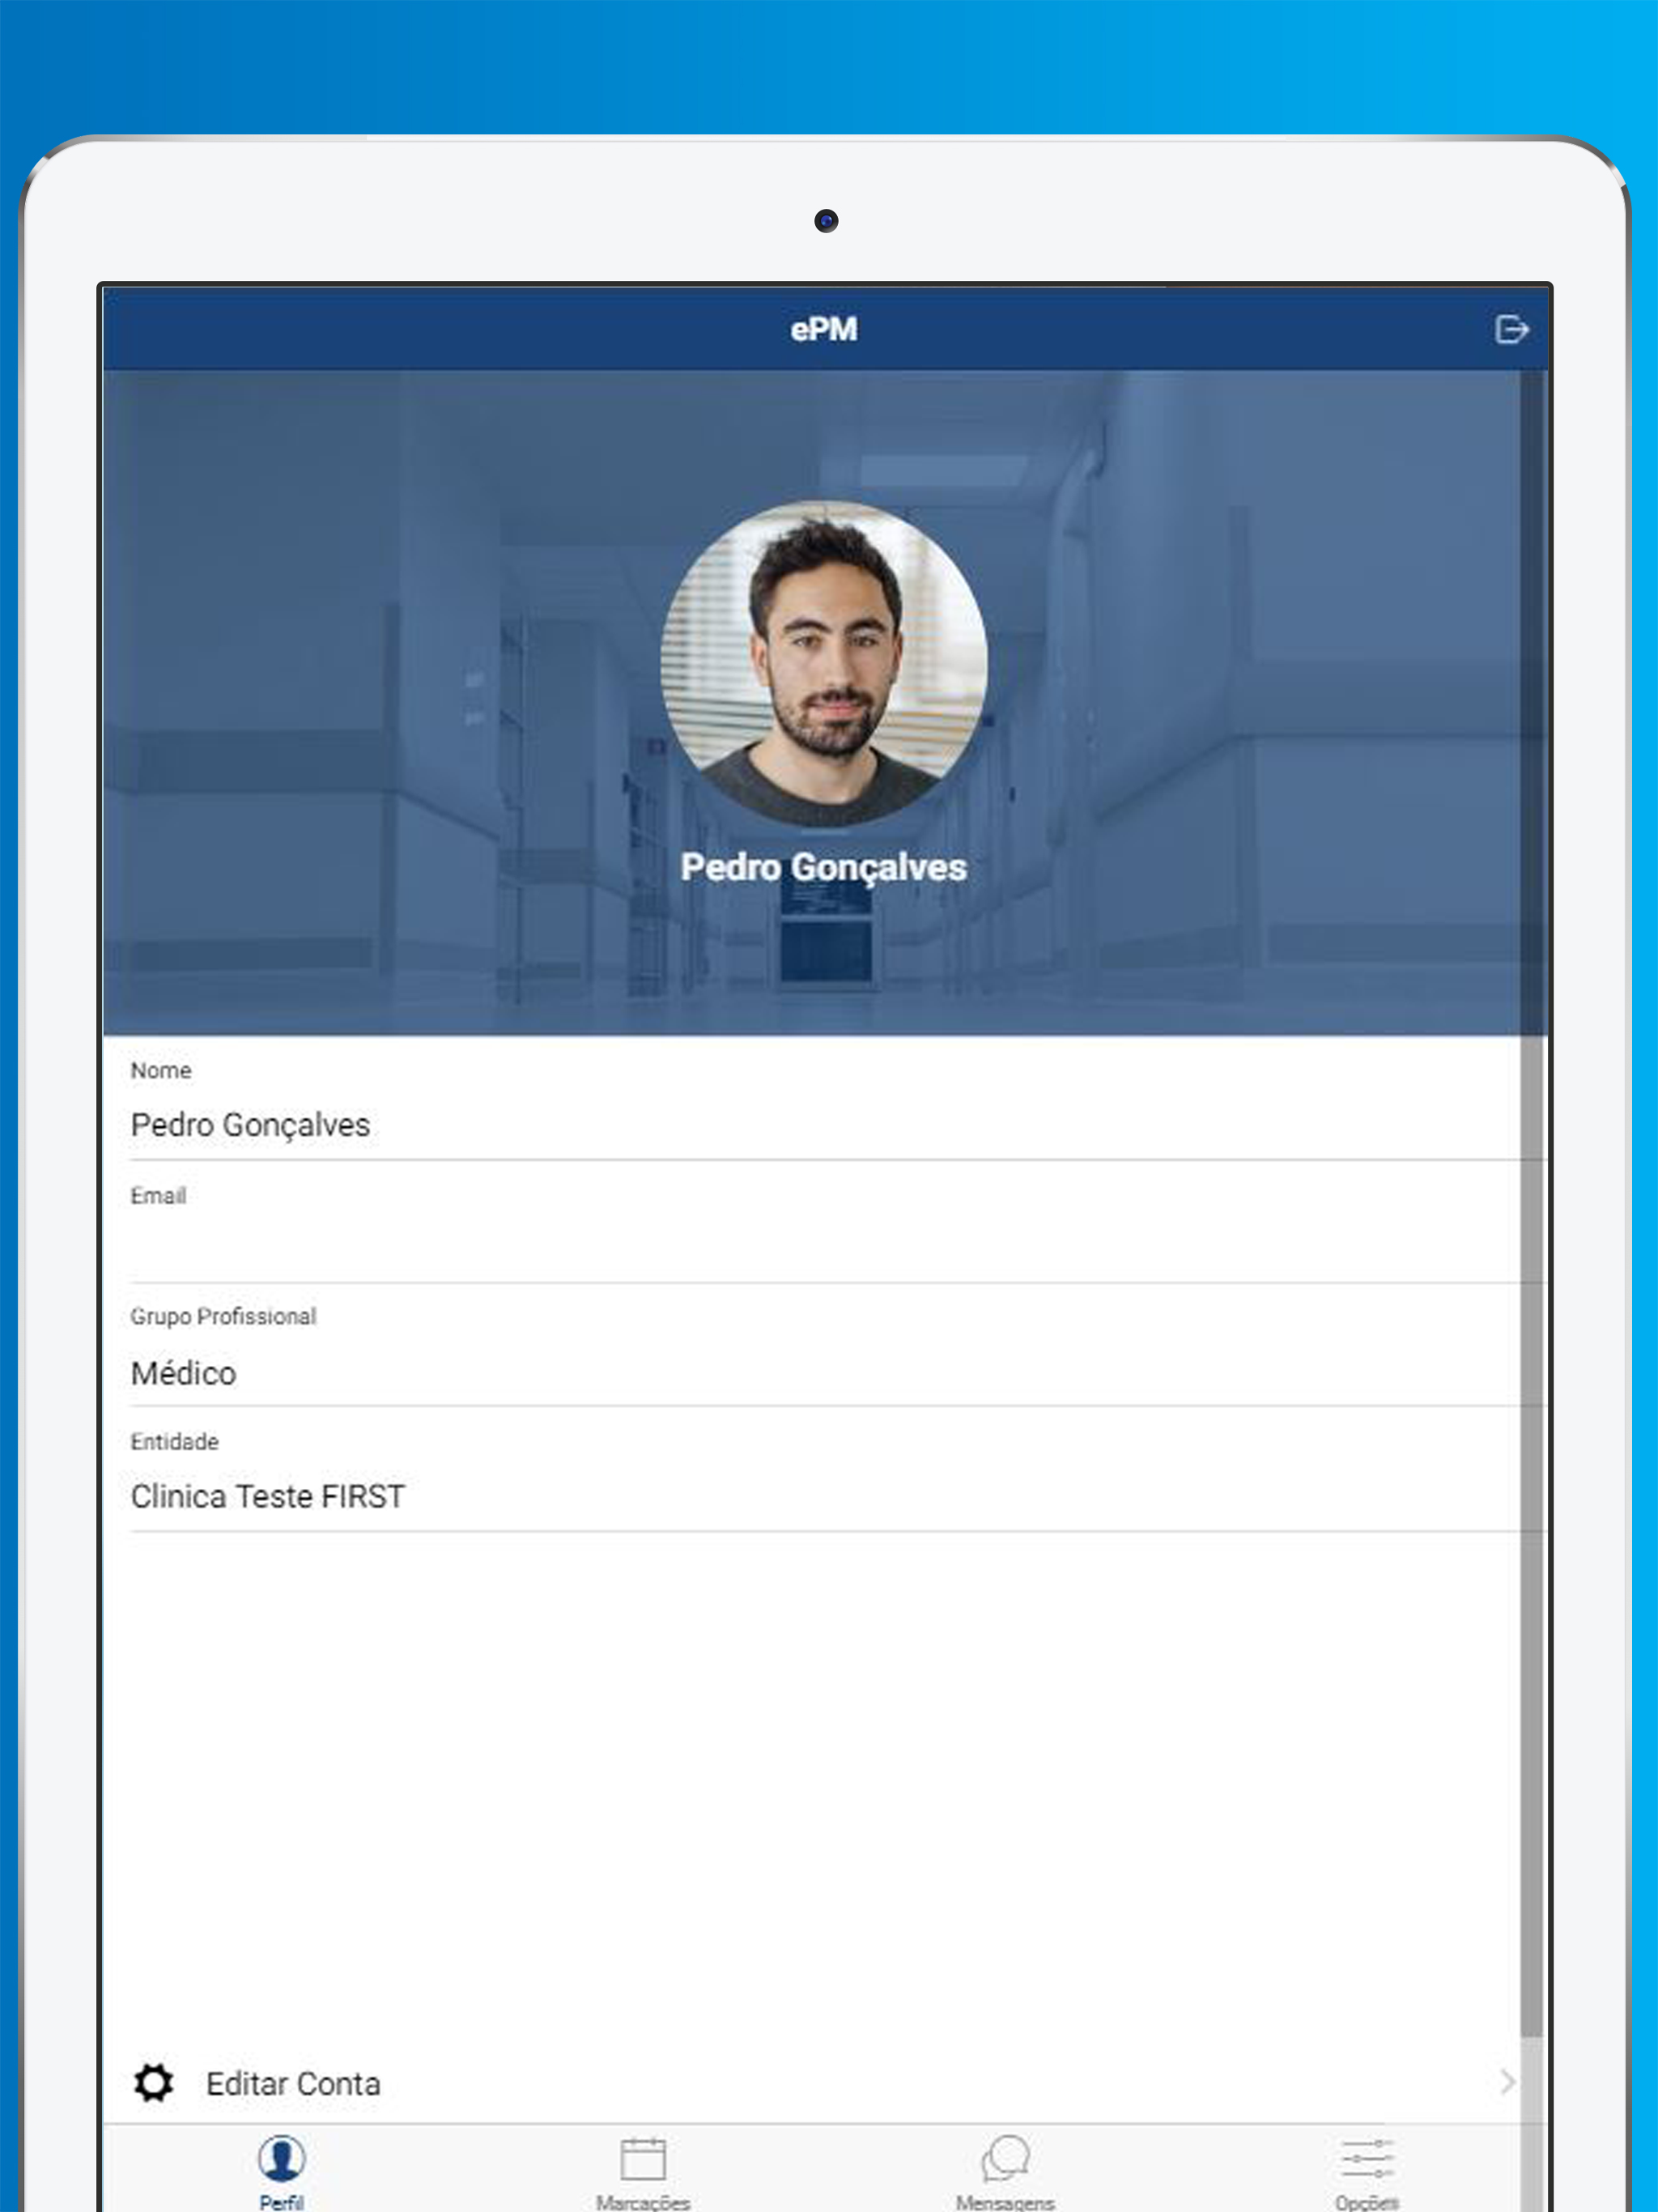 ePM
Pedro Gonçalves
Nome
Pedro Gonçalves
Email
Grupo Profissional
Médico
Entidade
Clinica Teste FIRST
Editar Conta
Perfil
Marcações
Mensagens
Opções